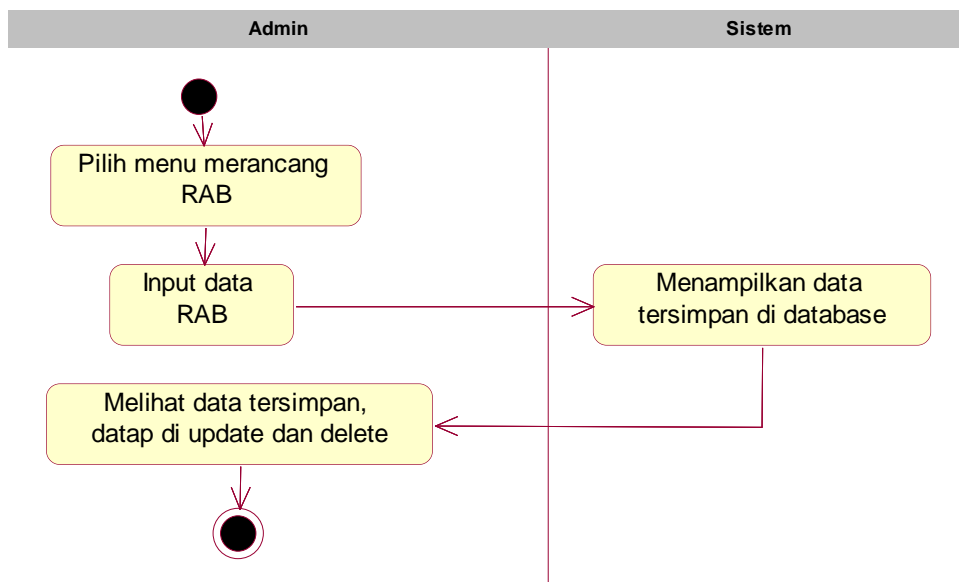 Admin
Sistem
Pilih menu merancang
RAB
Input data
RAB
Menampilkan data
tersimpan di database
Melihat data tersimpan,
datap di update dan delete